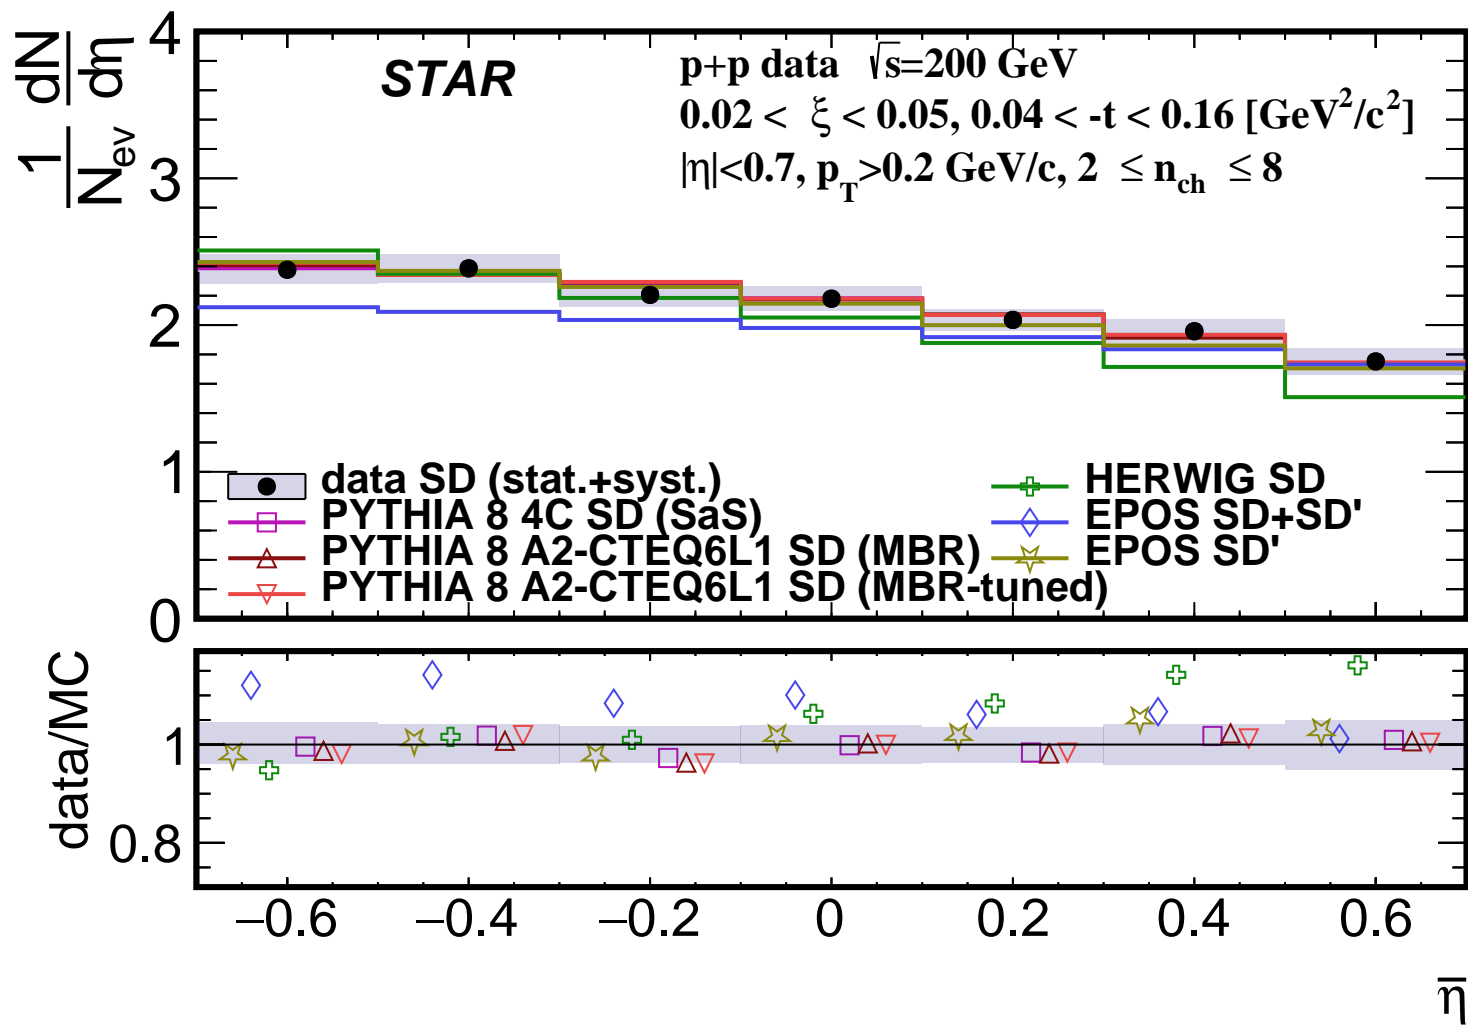 1/N_ev dN/dη
4
3
2
1
0
STAR
p+p data √s=200 GeV
0.02 < ξ < 0.05, 0.04 < -t < 0.16 [GeV²/c²]
|η|<0.7, p_T>0.2 GeV/c, 2 ≤ n_ch ≤ 8
data SD (stat.+syst.)
PYTHIA 8 4C SD (SaS)
PYTHIA 8 A2-CTEQ6L1 SD (MBR)
PYTHIA 8 A2-CTEQ6L1 SD (MBR-tuned)
HERWIG SD
EPOS SD+SD'
EPOS SD'
data/MC
1
0.8
−0.6 −0.4 −0.2 0 0.2 0.4 0.6
η̅